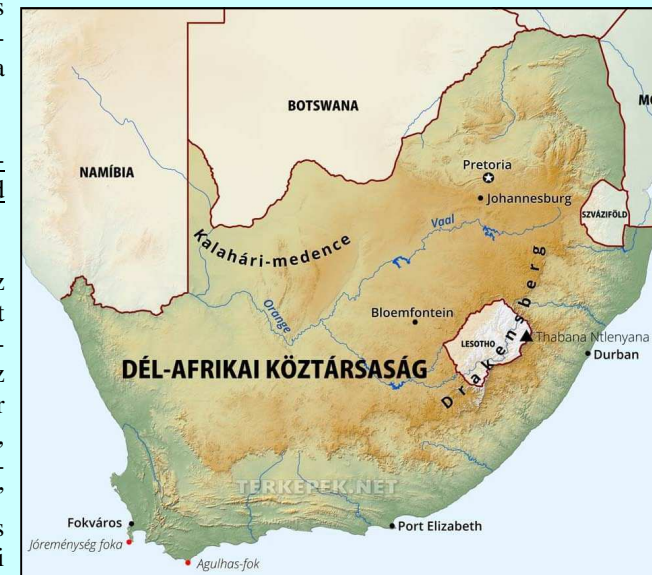 s
-
a
-
d
z
t
-
z
r
,
-
,
s
i
BOTSWANA
MO
NAMÍBIA
Pretoria
Johannesburg
SZVÁZIFÖLD
Vaal
Kalahári-medence
Orange
Bloemfontein
LESOTHO
Drakensberg
Thabana Ntlenyana
Durban
DÉL-AFRIKAI KÖZTÁRSASÁG
TERKEPEK.NET
Fokváros
Port Elizabeth
Jóreménység foka
Agulhas-fok